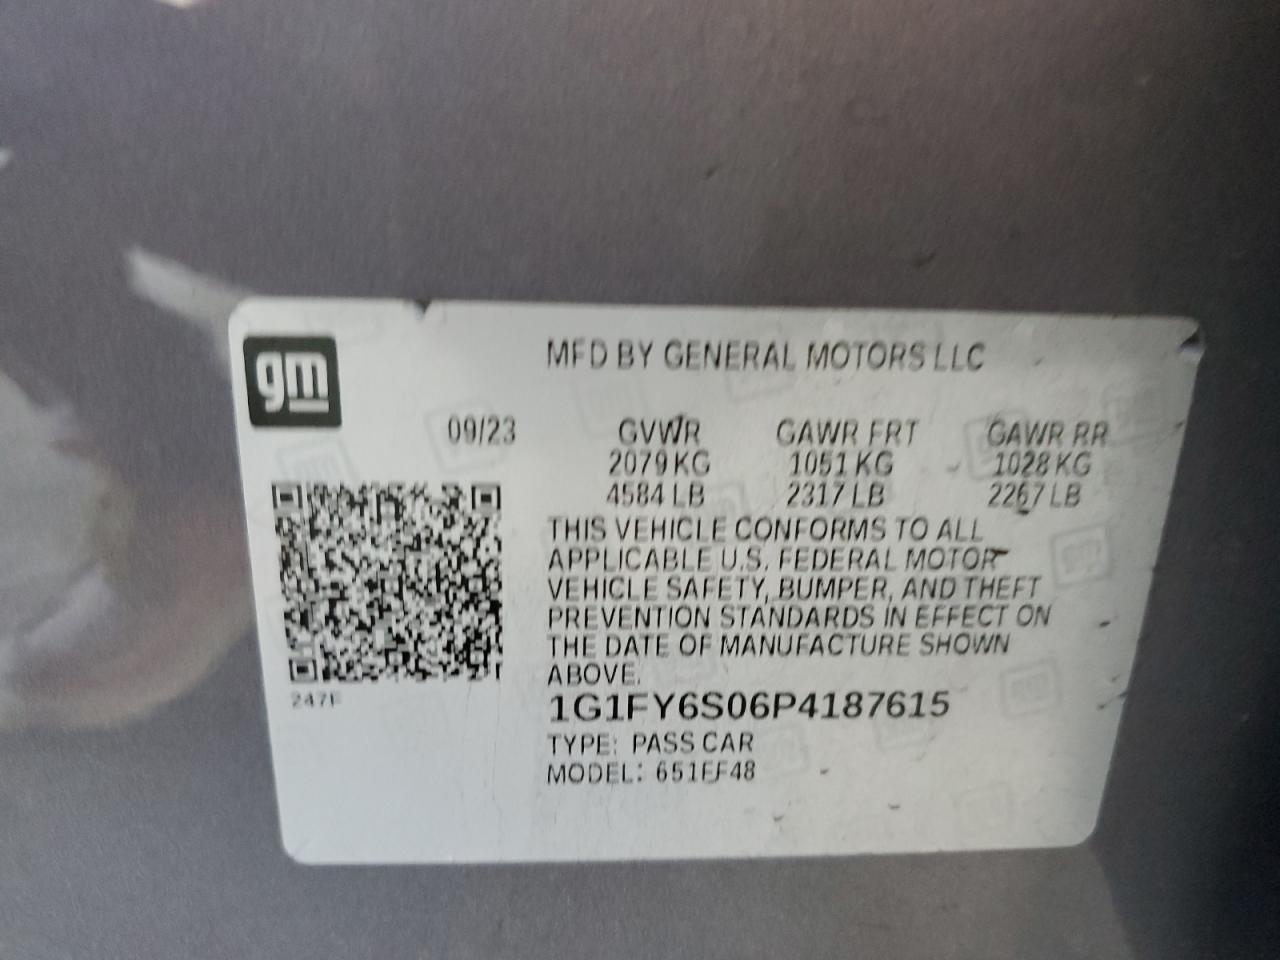 gm
MFD BY GENERAL MOTORS LLC
09/23 GVWR GAWR FRT GAWR RR
2079 KG 1051 KG 1028 KG
4584 LB 2317 LB 2267 LB
THIS VEHICLE CONFORMS TO ALL
APPLICABLE U.S. FEDERAL MOTOR
VEHICLE SAFETY, BUMPER, AND THEFT
PREVENTION STANDARDS IN EFFECT ON
THE DATE OF MANUFACTURE SHOWN
ABOVE.
247F
1G1FY6S06P4187615
TYPE: PASS CAR
MODEL: 651FF48